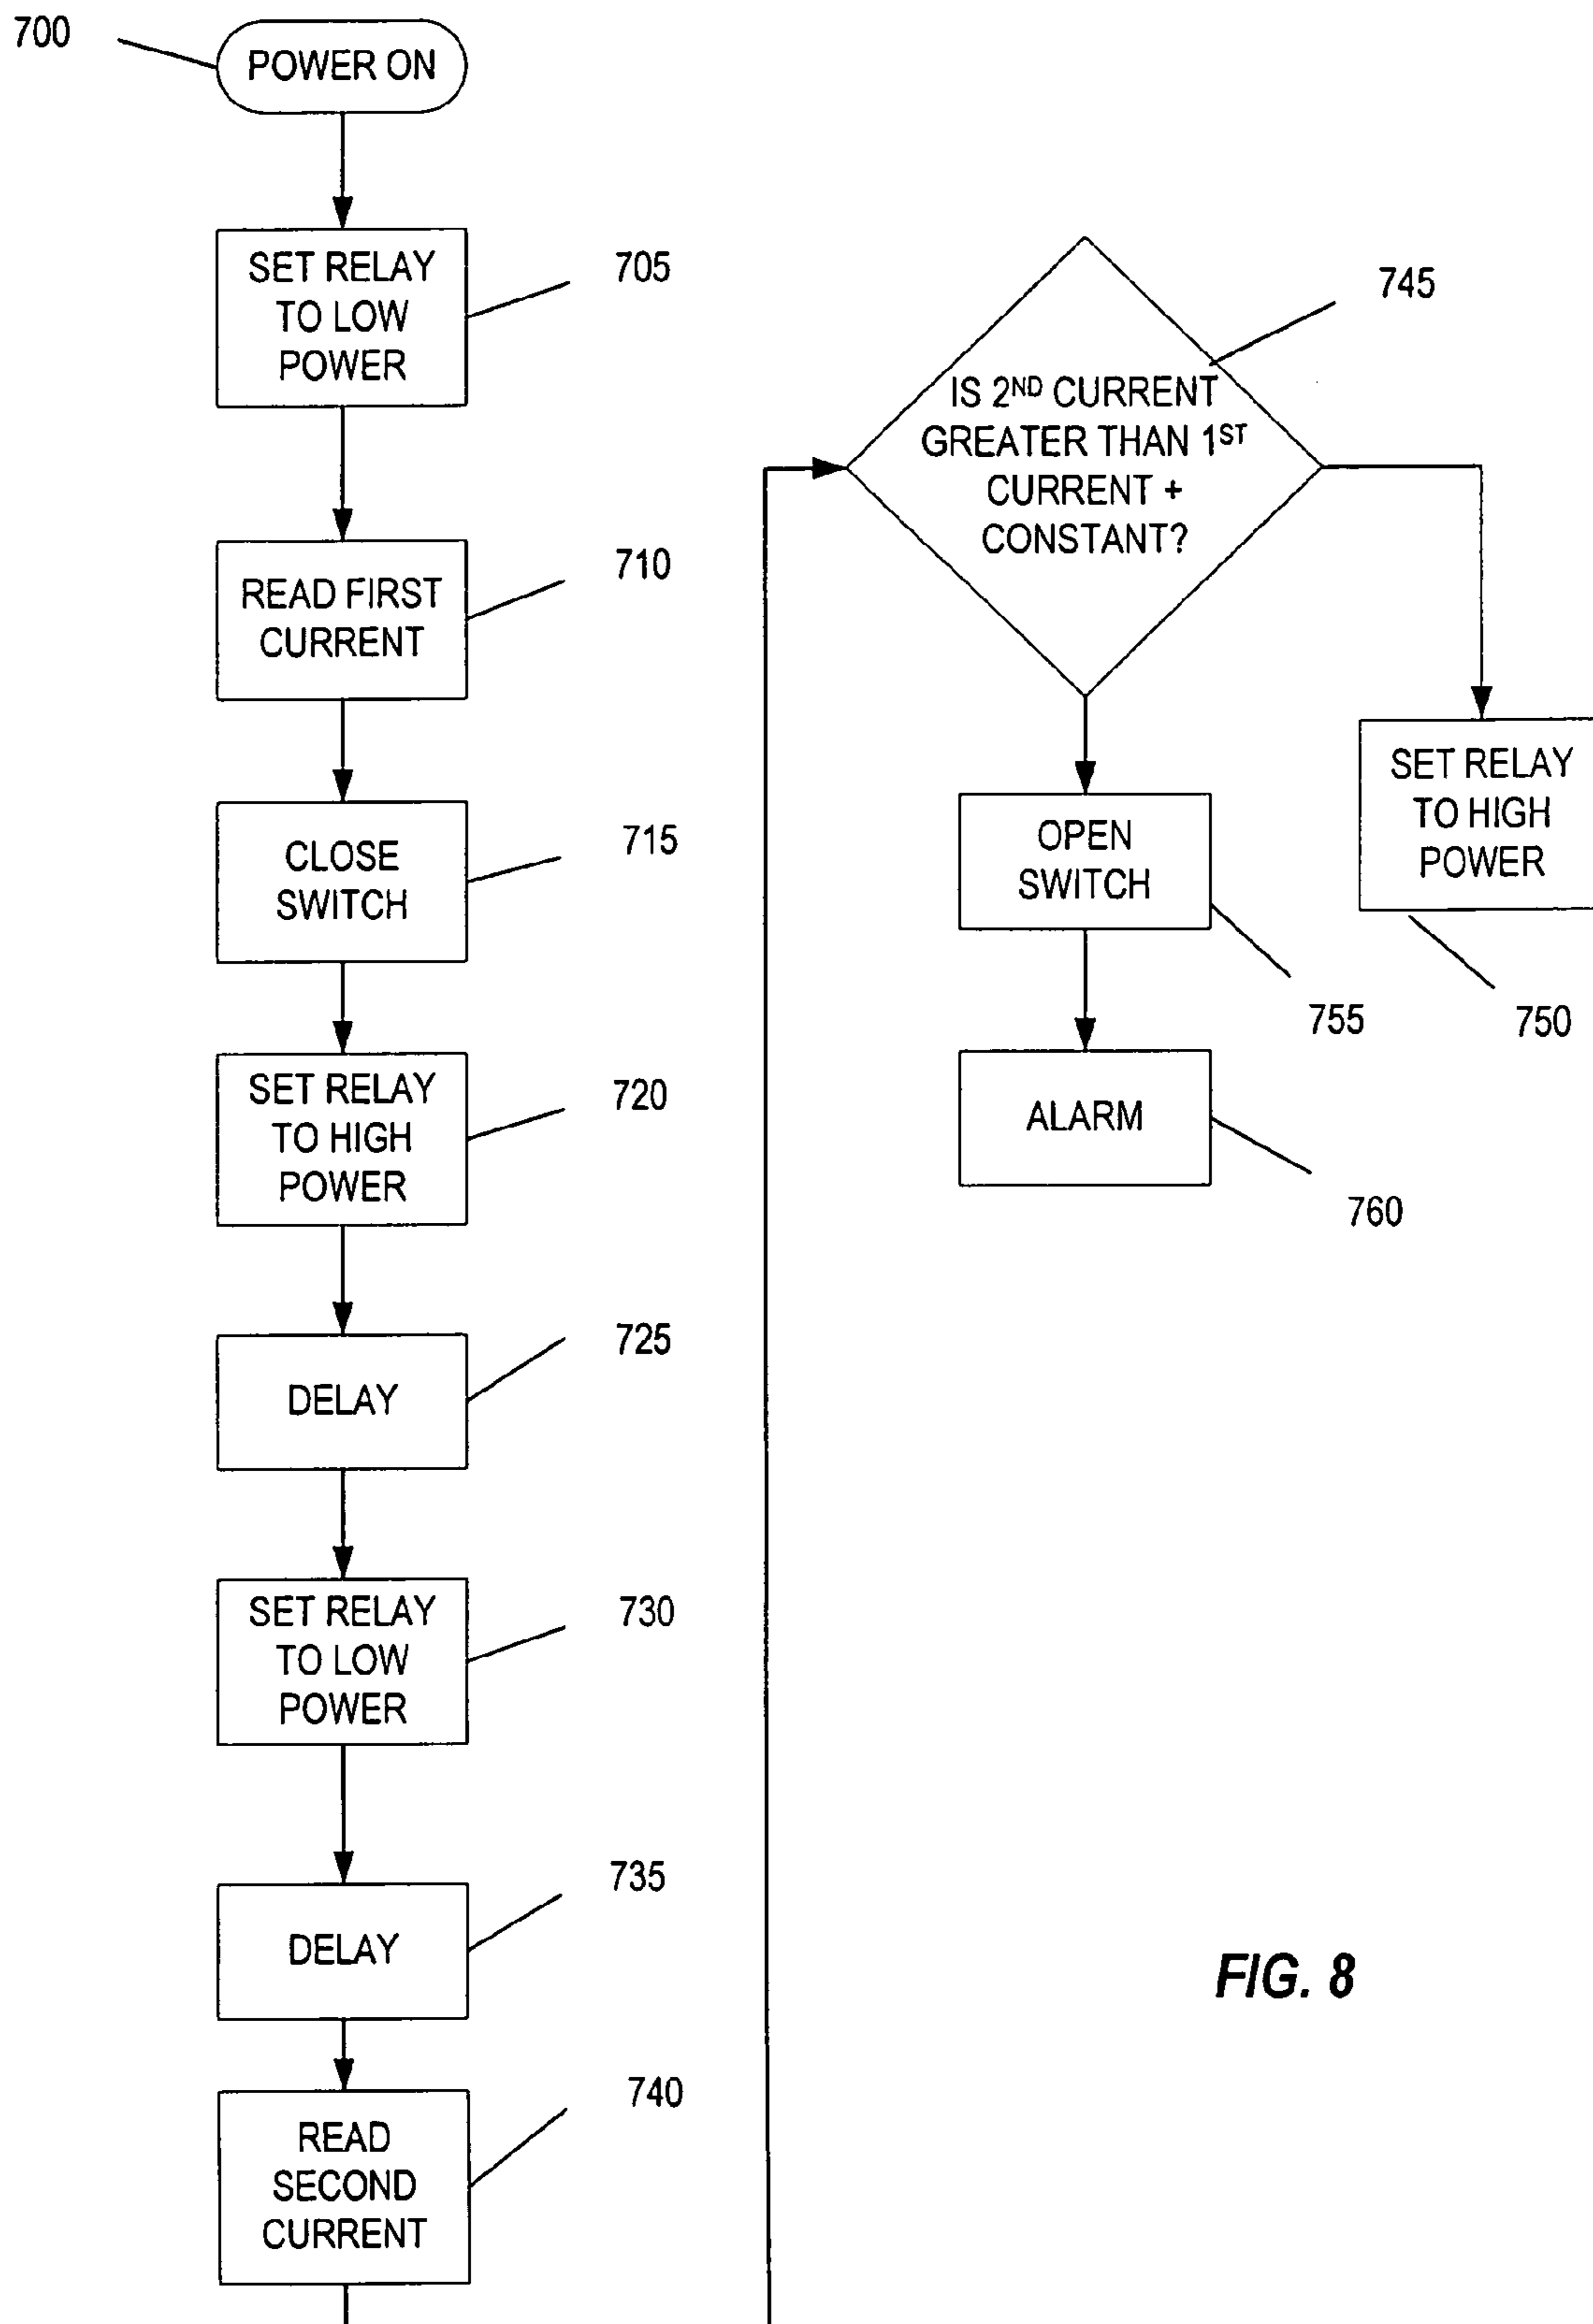 700
POWER ON
SET RELAY
TO LOW
POWER
705
READ FIRST
CURRENT
710
CLOSE
SWITCH
715
SET RELAY
TO HIGH
POWER
720
DELAY
725
SET RELAY
TO LOW
POWER
730
DELAY
735
READ
SECOND
CURRENT
740
745
IS 2ND CURRENT
GREATER THAN 1ST
CURRENT +
CONSTANT?
SET RELAY
TO HIGH
POWER
750
OPEN
SWITCH
755
ALARM
760
FIG. 8